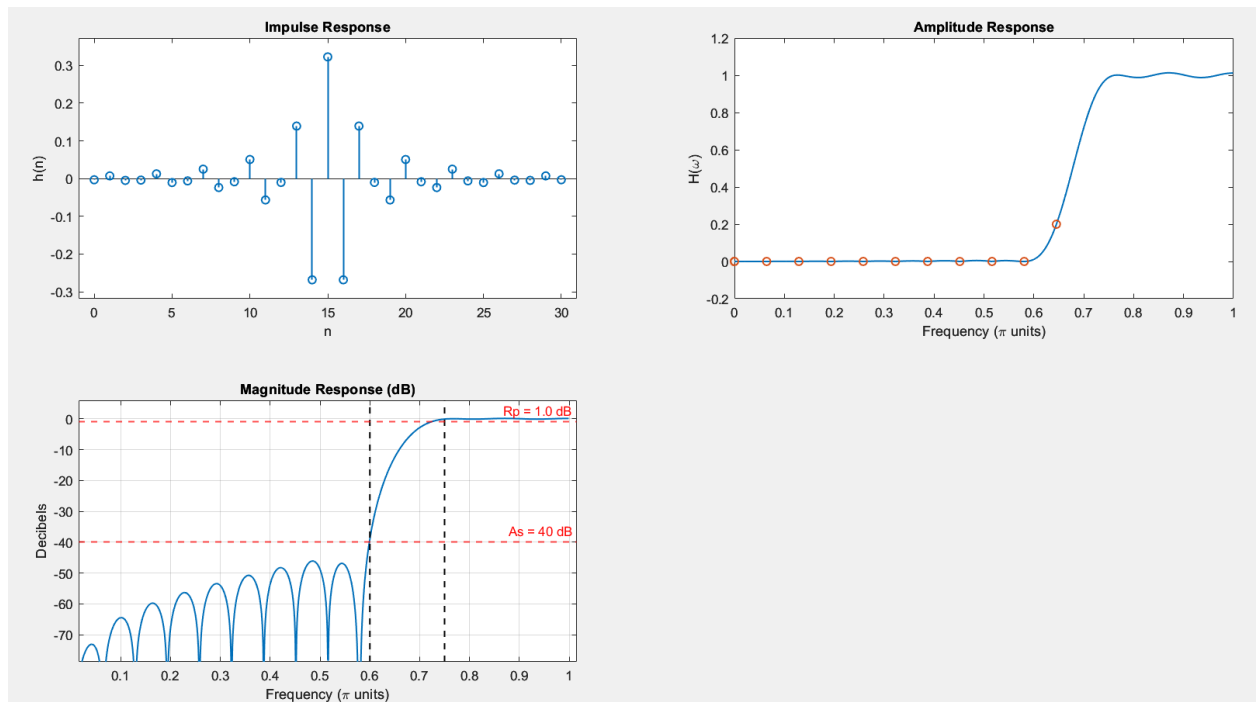 Impulse Response
0.3
0.2
0.1
0
-0.1
-0.2
-0.3
h(n)
0 5 10 15 20 25 30
n
Amplitude Response
1.2
1
0.8
0.6
0.4
0.2
0
-0.2
H(ω)
0 0.1 0.2 0.3 0.4 0.5 0.6 0.7 0.8 0.9 1
Frequency (π units)
Magnitude Response (dB)
0
-10
-20
-30
-40
-50
-60
-70
Decibels
Rp = 1.0 dB
As = 40 dB
0.1 0.2 0.3 0.4 0.5 0.6 0.7 0.8 0.9 1
Frequency (π units)